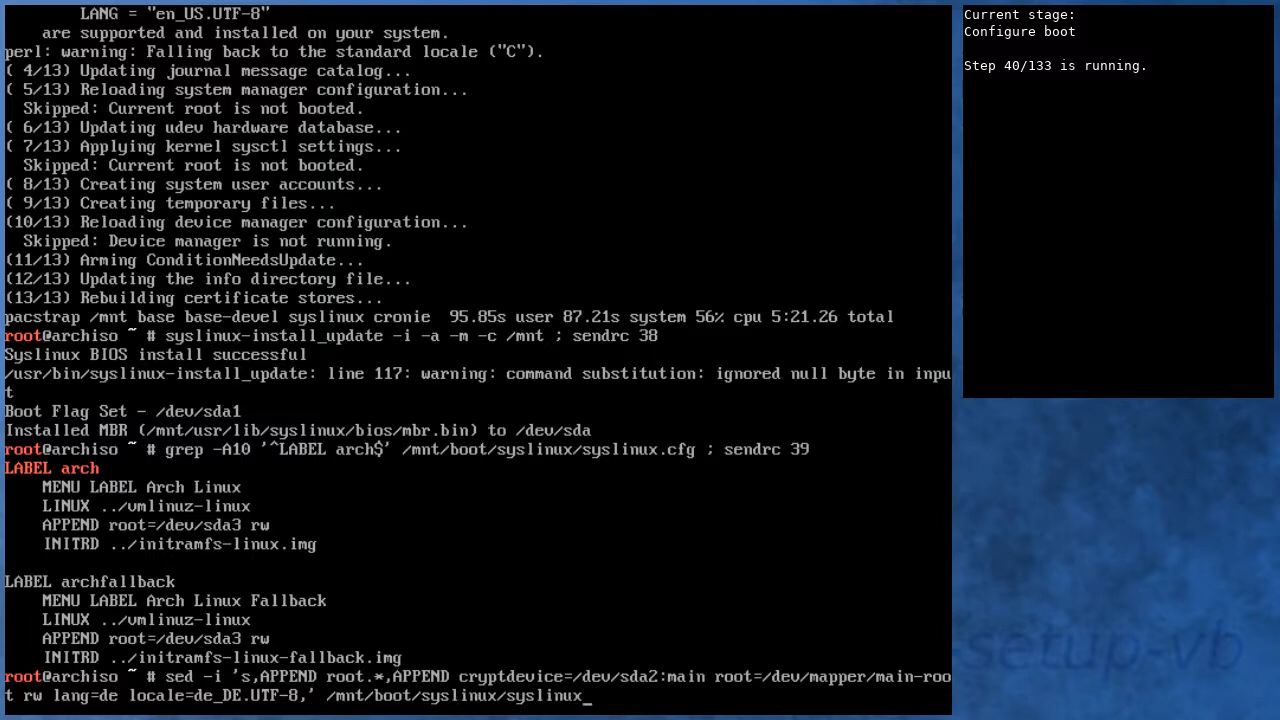 LANG = "en_US.UTF-8"
    are supported and installed on your system.
perl: warning: Falling back to the standard locale ("C").
( 4/13) Updating journal message catalog...
( 5/13) Reloading system manager configuration...
  Skipped: Current root is not booted.
( 6/13) Updating udev hardware database...
( 7/13) Applying kernel sysctl settings...
  Skipped: Current root is not booted.
( 8/13) Creating system user accounts...
( 9/13) Creating temporary files...
(10/13) Reloading device manager configuration...
  Skipped: Device manager is not running.
(11/13) Arming ConditionNeedsUpdate...
(12/13) Updating the info directory file...
(13/13) Rebuilding certificate stores...
pacstrap /mnt base base-devel syslinux cronie  95.85s user 87.21s system 56% cpu 5:21.26 total
root@archiso ~ # syslinux-install_update -i -a -m -c /mnt ; sendrc 38
Syslinux BIOS install successful
/usr/bin/syslinux-install_update: line 117: warning: command substitution: ignored null byte in inpu
t
Boot Flag Set - /dev/sda1
Installed MBR (/mnt/usr/lib/syslinux/bios/mbr.bin) to /dev/sda
root@archiso ~ # grep -A10 '^LABEL arch$' /mnt/boot/syslinux/syslinux.cfg ; sendrc 39
LABEL arch
    MENU LABEL Arch Linux
    LINUX ../vmlinuz-linux
    APPEND root=/dev/sda3 rw
    INITRD ../initramfs-linux.img

LABEL archfallback
    MENU LABEL Arch Linux Fallback
    LINUX ../vmlinuz-linux
    APPEND root=/dev/sda3 rw
    INITRD ../initramfs-linux-fallback.img
root@archiso ~ # sed -i 's,APPEND root.*,APPEND cryptdevice=/dev/sda2:main root=/dev/mapper/main-roo
t rw lang=de locale=de_DE.UTF-8,' /mnt/boot/syslinux/syslinux_
Current stage:
Configure boot

Step 40/133 is running.
-setup-vb